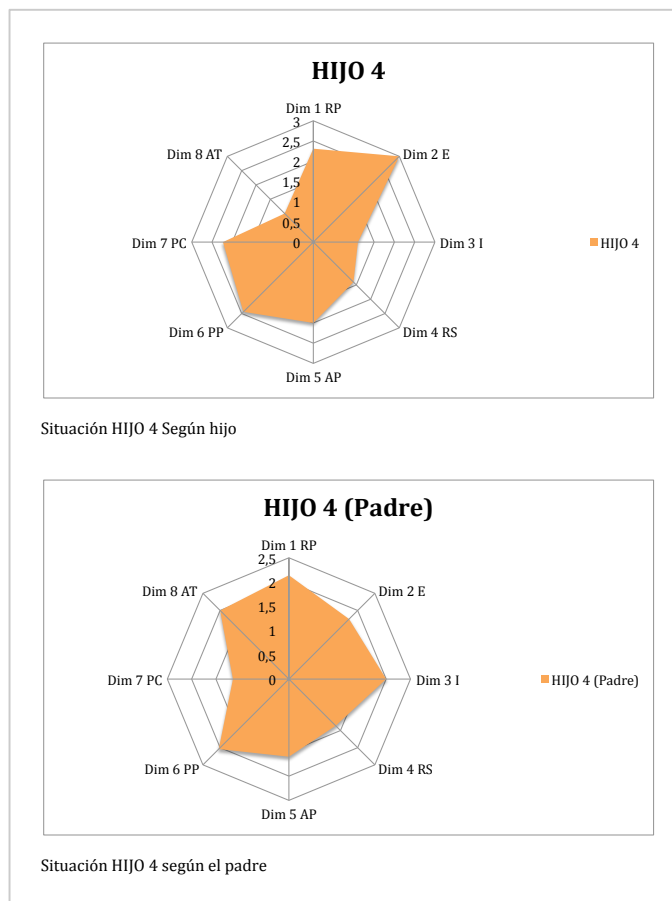 HIJO 4
Dim 1 RP
3
Dim 8 AT
2,5
Dim 2 E
2
1,5
1
0,5
Dim 7 PC
0
Dim 3 I
HIJO 4
Dim 6 PP
Dim 4 RS
Dim 5 AP
Situación HIJO 4 Según hijo
HIJO 4 (Padre)
Dim 1 RP
2,5
Dim 8 AT
2
Dim 2 E
1,5
1
0,5
Dim 7 PC
0
Dim 3 I
HIJO 4 (Padre)
Dim 6 PP
Dim 4 RS
Dim 5 AP
Situación HIJO 4 según el padre